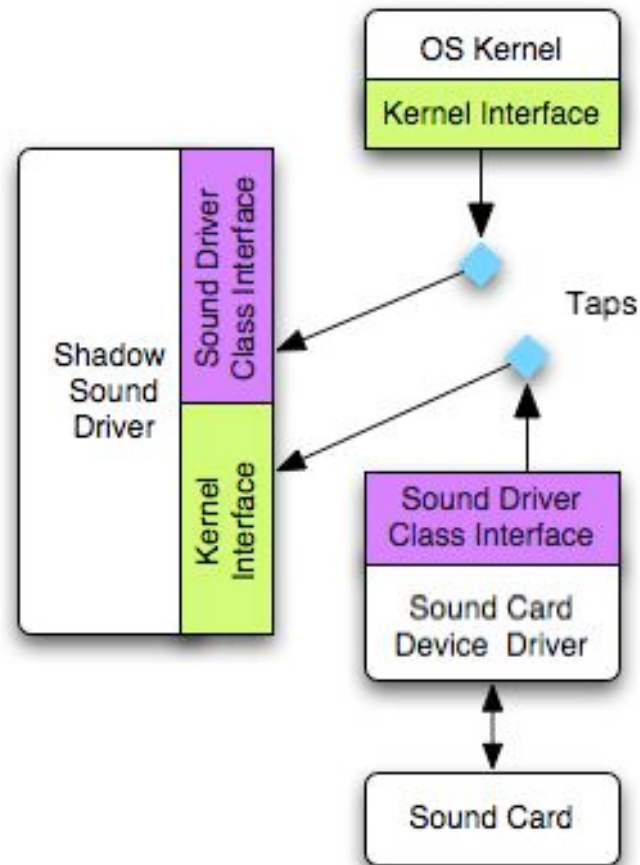 OS Kernel
Kernel Interface
Sound Driver
Class Interface
Taps
Shadow
Sound
Driver
Kernel
Interface
Sound Driver
Class Interface
Sound Card
Device Driver
Sound Card